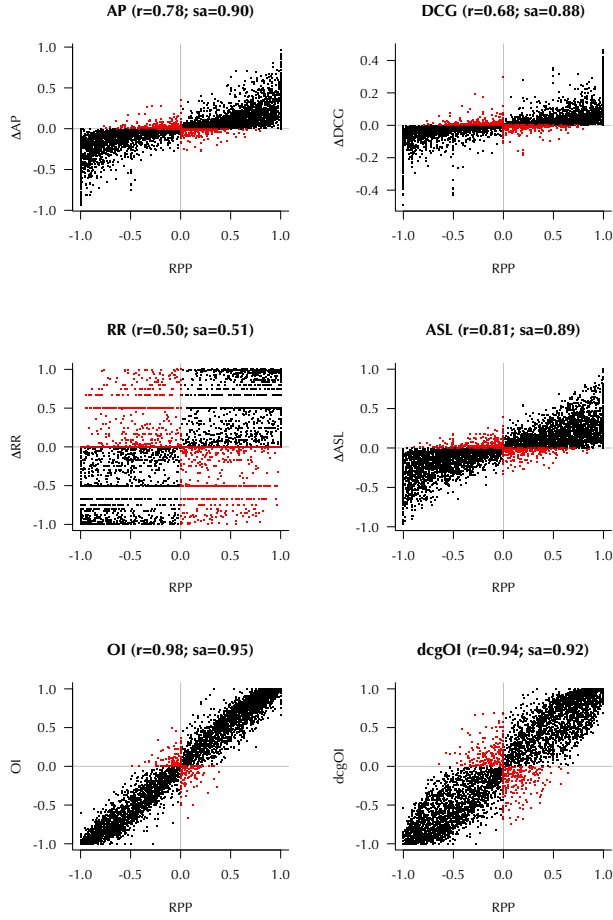 AP (r=0.78; sa=0.90)
1.0
0.5
0.0
-0.5
-1.0
ΔAP
-1.0 -0.5 0.0 0.5 1.0
RPP
DCG (r=0.68; sa=0.88)
0.4
0.2
0.0
-0.2
-0.4
ΔDCG
-1.0 -0.5 0.0 0.5 1.0
RPP
RR (r=0.50; sa=0.51)
1.0
0.5
0.0
-0.5
-1.0
ΔRR
-1.0 -0.5 0.0 0.5 1.0
RPP
ASL (r=0.81; sa=0.89)
1.0
0.5
0.0
-0.5
-1.0
ΔASL
-1.0 -0.5 0.0 0.5 1.0
RPP
OI (r=0.98; sa=0.95)
1.0
0.5
0.0
-0.5
-1.0
OI
-1.0 -0.5 0.0 0.5 1.0
RPP
dcgOI (r=0.94; sa=0.92)
1.0
0.5
0.0
-0.5
-1.0
dcgOI
-1.0 -0.5 0.0 0.5 1.0
RPP